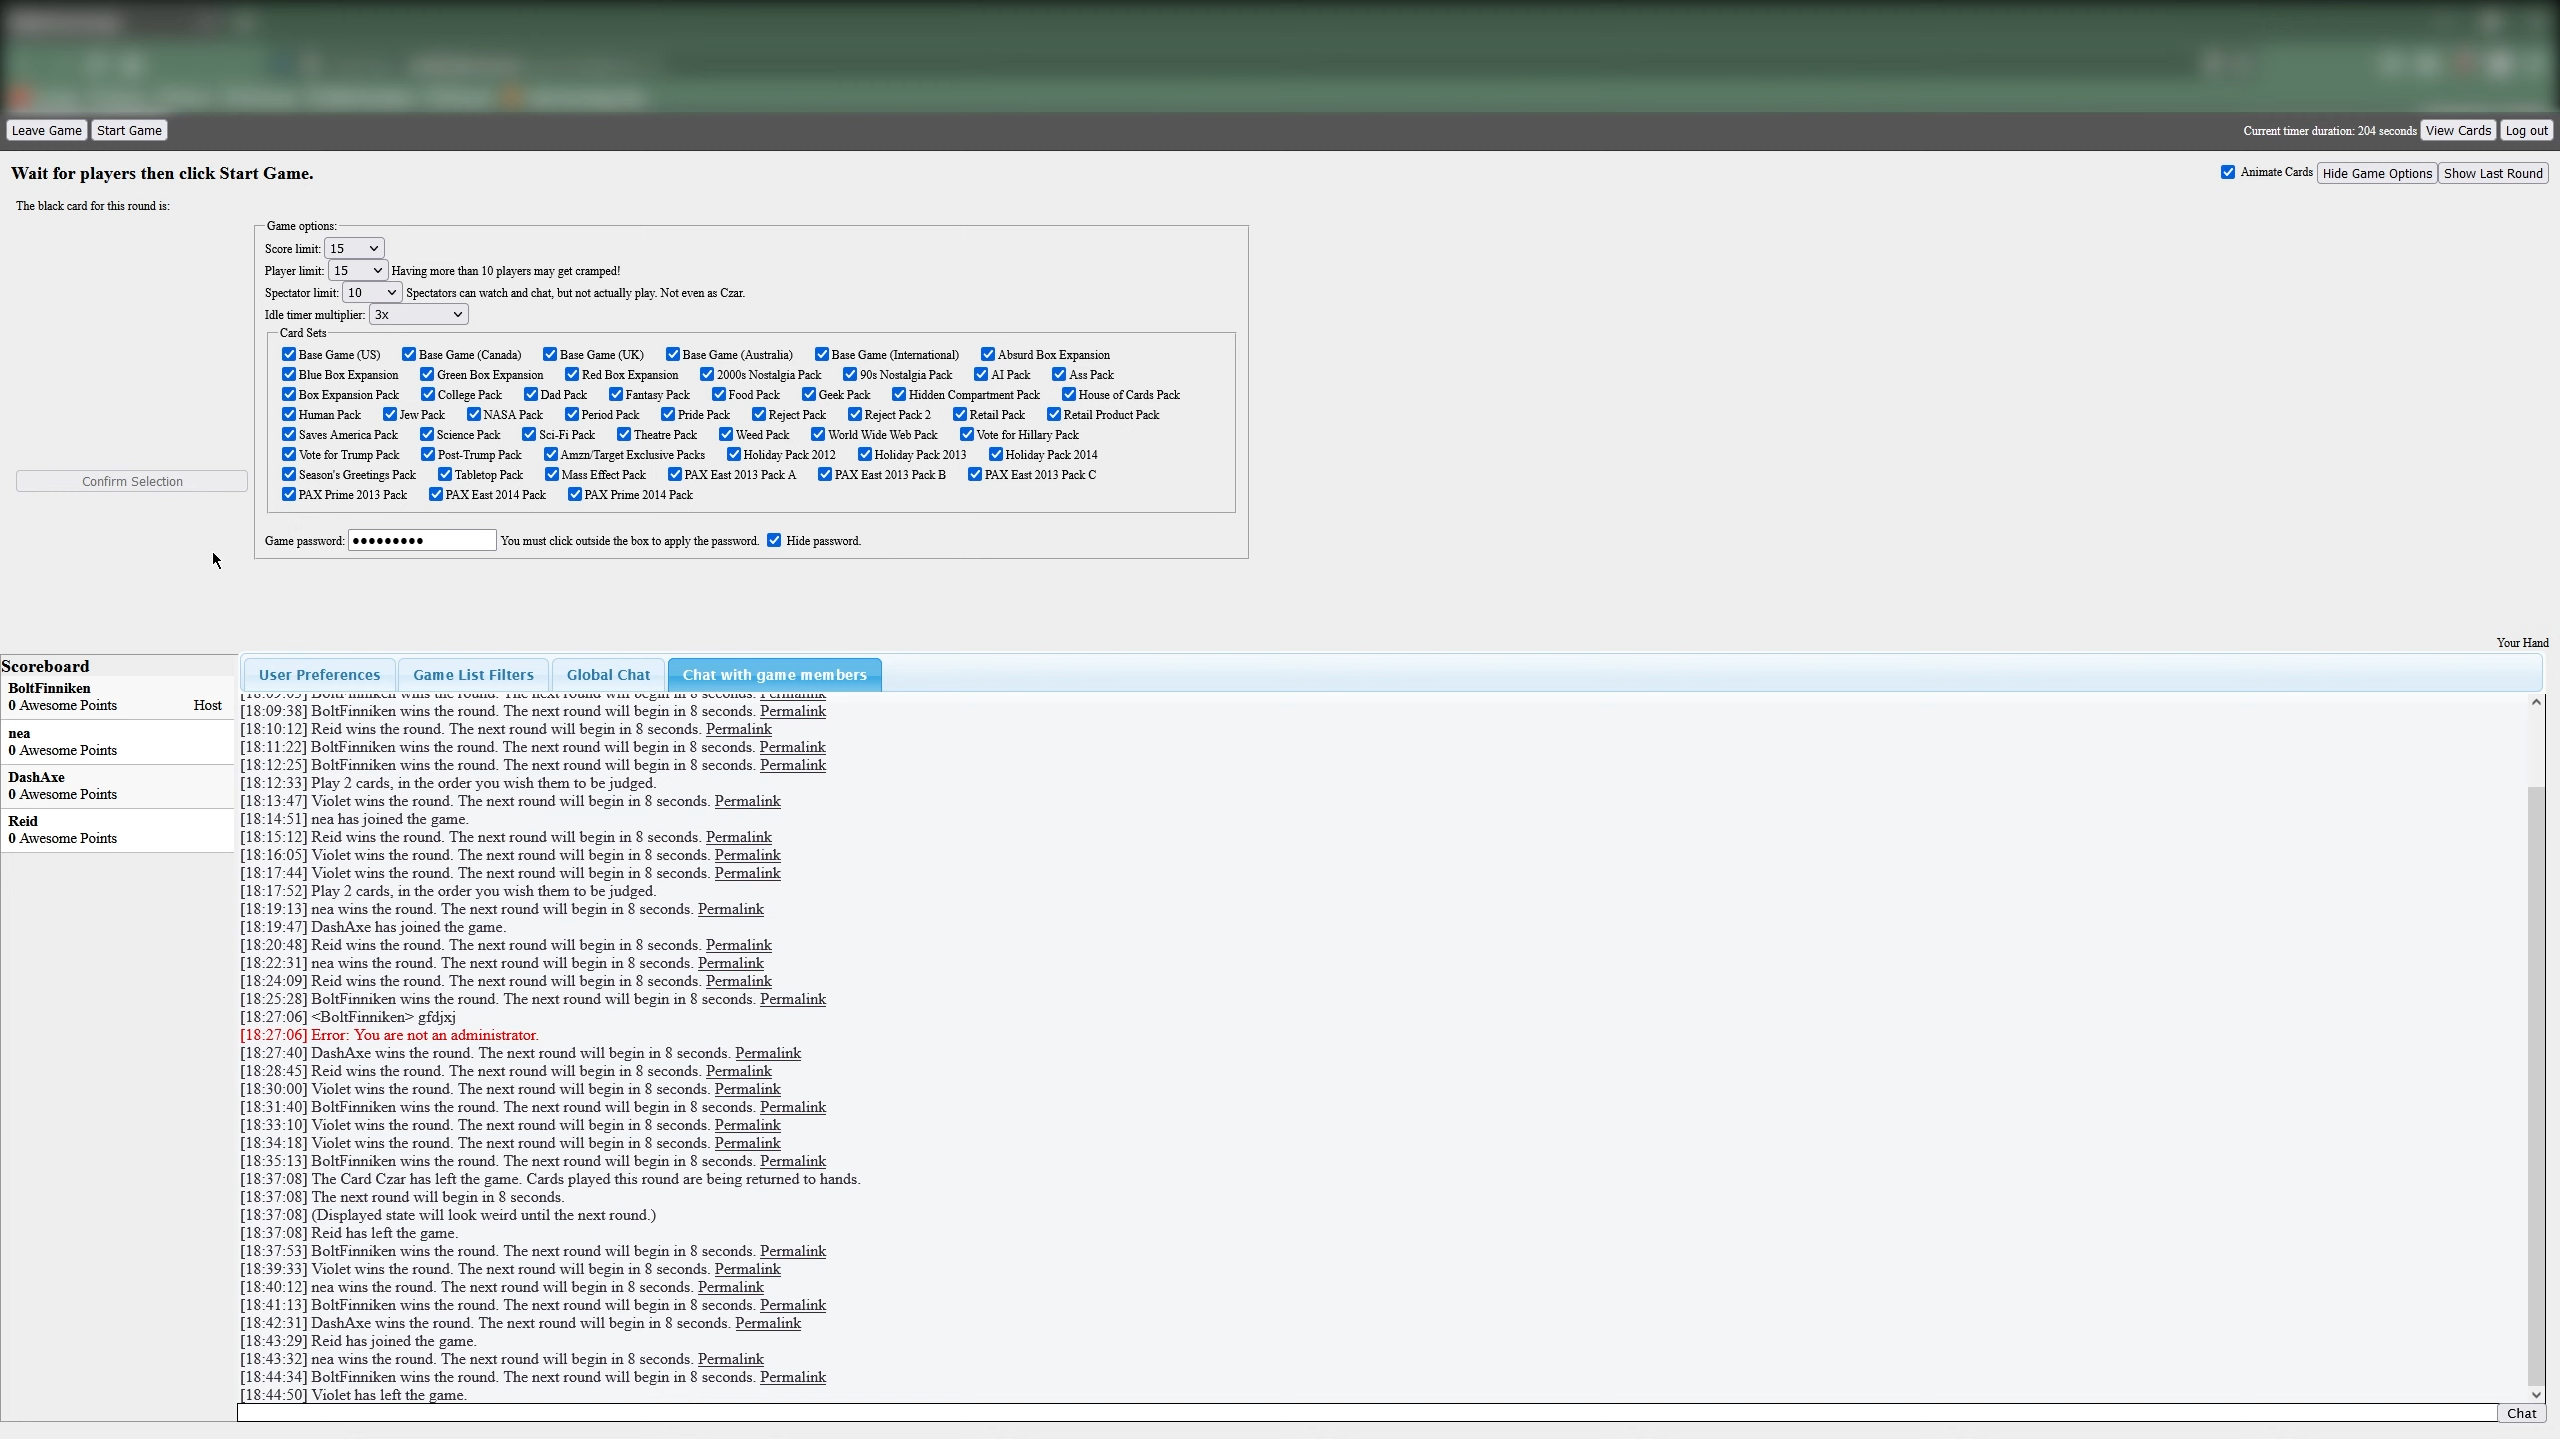 Leave Game Start Game Current timer duration: 204 seconds View Cards Log out
Wait for players then click Start Game. Animate Cards Hide Game Options Show Last Round
The black card for this round is:
Game options:
Score limit: 15
Player limit: 15 Having more than 10 players may get cramped!
Spectator limit: 10 Spectators can watch and chat, but not actually play. Not even as Czar.
Idle timer multiplier: 3x
Card Sets
Base Game (US) Base Game (Canada) Base Game (UK) Base Game (Australia) Base Game (International) Absurd Box Expansion
Blue Box Expansion Green Box Expansion Red Box Expansion 2000s Nostalgia Pack 90s Nostalgia Pack AI Pack Ass Pack
Box Expansion Pack College Pack Dad Pack Fantasy Pack Food Pack Geek Pack Hidden Compartment Pack House of Cards Pack
Human Pack Jew Pack NASA Pack Period Pack Pride Pack Reject Pack Reject Pack 2 Retail Pack Retail Product Pack
Saves America Pack Science Pack Sci-Fi Pack Theatre Pack Weed Pack World Wide Web Pack Vote for Hillary Pack
Vote for Trump Pack Post-Trump Pack Amzn/Target Exclusive Packs Holiday Pack 2012 Holiday Pack 2013 Holiday Pack 2014
Season's Greetings Pack Tabletop Pack Mass Effect Pack PAX East 2013 Pack A PAX East 2013 Pack B PAX East 2013 Pack C
PAX Prime 2013 Pack PAX East 2014 Pack PAX Prime 2014 Pack
Confirm Selection
Game password: ••••••••• You must click outside the box to apply the password. Hide password.
Your Hand
Scoreboard
BoltFinniken
0 Awesome Points Host
nea
0 Awesome Points
DashAxe
0 Awesome Points
Reid
0 Awesome Points
User Preferences Game List Filters Global Chat Chat with game members
[18:09:05] BoltFinniken wins the round. The next round will begin in 8 seconds. Permalink
[18:09:38] BoltFinniken wins the round. The next round will begin in 8 seconds. Permalink
[18:10:12] Reid wins the round. The next round will begin in 8 seconds. Permalink
[18:11:22] BoltFinniken wins the round. The next round will begin in 8 seconds. Permalink
[18:12:25] BoltFinniken wins the round. The next round will begin in 8 seconds. Permalink
[18:12:33] Play 2 cards, in the order you wish them to be judged.
[18:13:47] Violet wins the round. The next round will begin in 8 seconds. Permalink
[18:14:51] nea has joined the game.
[18:15:12] Reid wins the round. The next round will begin in 8 seconds. Permalink
[18:16:05] Violet wins the round. The next round will begin in 8 seconds. Permalink
[18:17:44] Violet wins the round. The next round will begin in 8 seconds. Permalink
[18:17:52] Play 2 cards, in the order you wish them to be judged.
[18:19:13] nea wins the round. The next round will begin in 8 seconds. Permalink
[18:19:47] DashAxe has joined the game.
[18:20:48] Reid wins the round. The next round will begin in 8 seconds. Permalink
[18:22:31] nea wins the round. The next round will begin in 8 seconds. Permalink
[18:24:09] Reid wins the round. The next round will begin in 8 seconds. Permalink
[18:25:28] BoltFinniken wins the round. The next round will begin in 8 seconds. Permalink
[18:27:06] <BoltFinniken> gfdjxj
[18:27:06] Error: You are not an administrator.
[18:27:40] DashAxe wins the round. The next round will begin in 8 seconds. Permalink
[18:28:45] Reid wins the round. The next round will begin in 8 seconds. Permalink
[18:30:00] Violet wins the round. The next round will begin in 8 seconds. Permalink
[18:31:40] BoltFinniken wins the round. The next round will begin in 8 seconds. Permalink
[18:33:10] Violet wins the round. The next round will begin in 8 seconds. Permalink
[18:34:18] Violet wins the round. The next round will begin in 8 seconds. Permalink
[18:35:13] BoltFinniken wins the round. The next round will begin in 8 seconds. Permalink
[18:37:08] The Card Czar has left the game. Cards played this round are being returned to hands.
[18:37:08] The next round will begin in 8 seconds.
[18:37:08] (Displayed state will look weird until the next round.)
[18:37:08] Reid has left the game.
[18:37:53] BoltFinniken wins the round. The next round will begin in 8 seconds. Permalink
[18:39:33] Violet wins the round. The next round will begin in 8 seconds. Permalink
[18:40:12] nea wins the round. The next round will begin in 8 seconds. Permalink
[18:41:13] BoltFinniken wins the round. The next round will begin in 8 seconds. Permalink
[18:42:31] DashAxe wins the round. The next round will begin in 8 seconds. Permalink
[18:43:29] Reid has joined the game.
[18:43:32] nea wins the round. The next round will begin in 8 seconds. Permalink
[18:44:34] BoltFinniken wins the round. The next round will begin in 8 seconds. Permalink
[18:44:50] Violet has left the game.
Chat